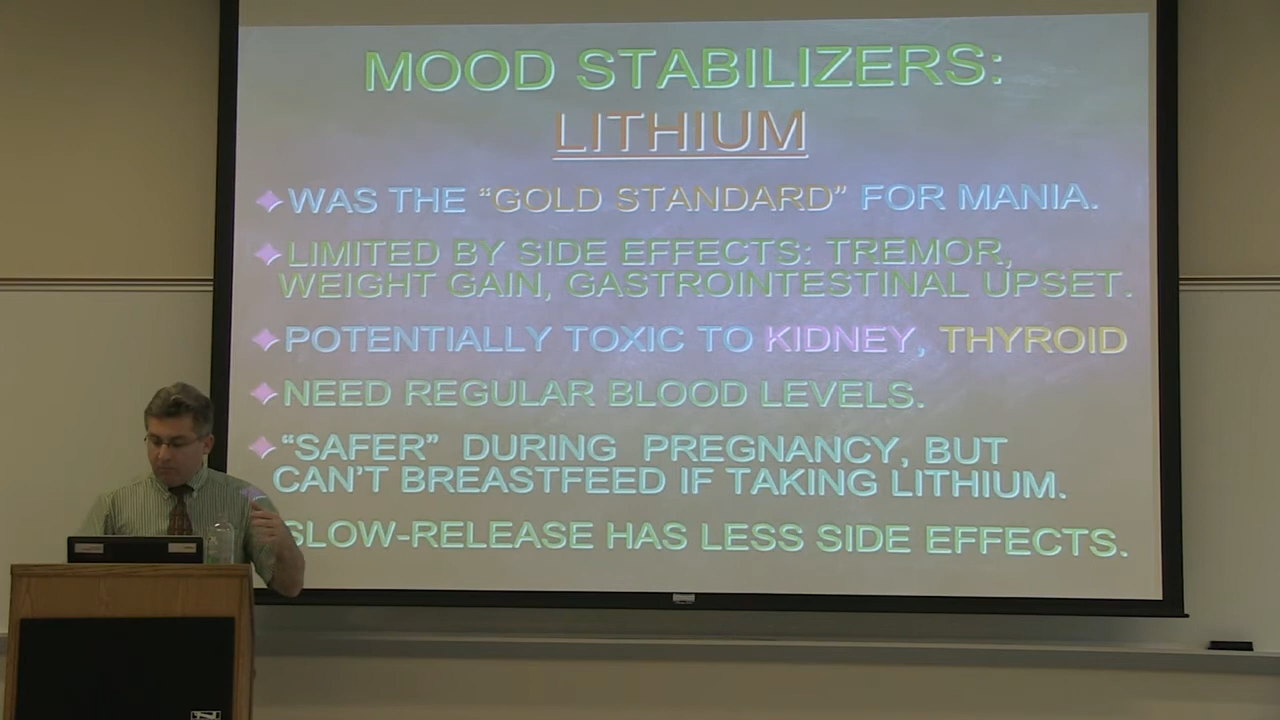 MOOD STABILIZERS:
LITHIUM
WAS THE “GOLD STANDARD” FOR MANIA.
LIMITED BY SIDE EFFECTS: TREMOR,
WEIGHT GAIN, GASTROINTESTINAL UPSET.
POTENTIALLY TOXIC TO KIDNEY, THYROID
NEED REGULAR BLOOD LEVELS.
“SAFER” DURING PREGNANCY, BUT
CAN’T BREASTFEED IF TAKING LITHIUM.
SLOW-RELEASE HAS LESS SIDE EFFECTS.